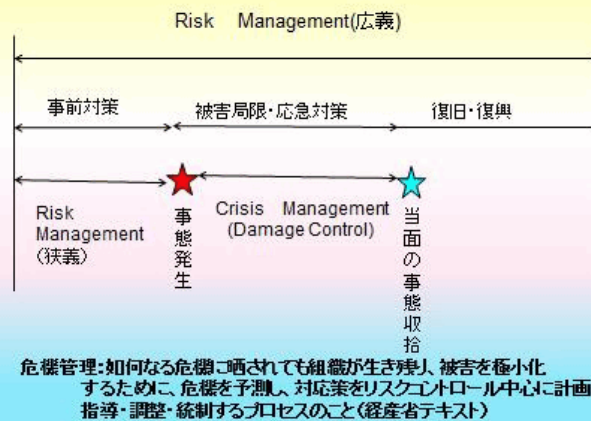 Risk Management(広義)
事前対策 被害局限・応急対策 復旧・復興
Risk Management (狭義)
事態発生
Crisis Management (Damage Control)
当面の事態収拾
危機管理:如何なる危機に晒されても組織が生き残り、被害を極小化
するために、危機を予測し、対応策をリスクコントロール中心に計画
指導・調整・統制するプロセスのこと(経産省テキスト)